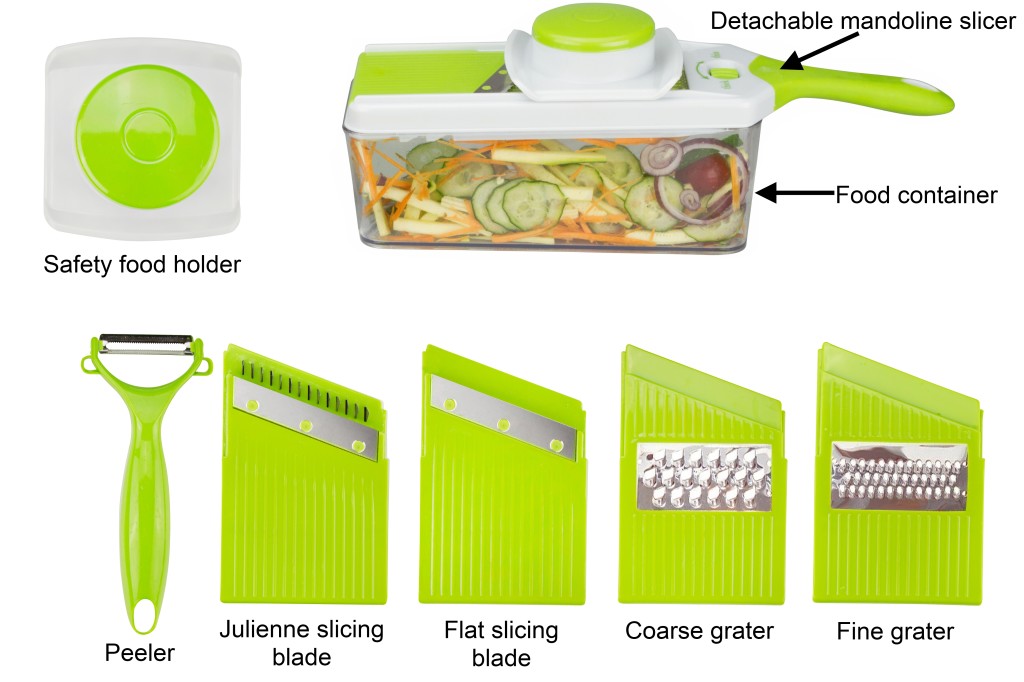 Detachable mandoline slicer
Food container
Safety food holder
Peeler
Julienne slicing
blade
Flat slicing
blade
Coarse grater
Fine grater